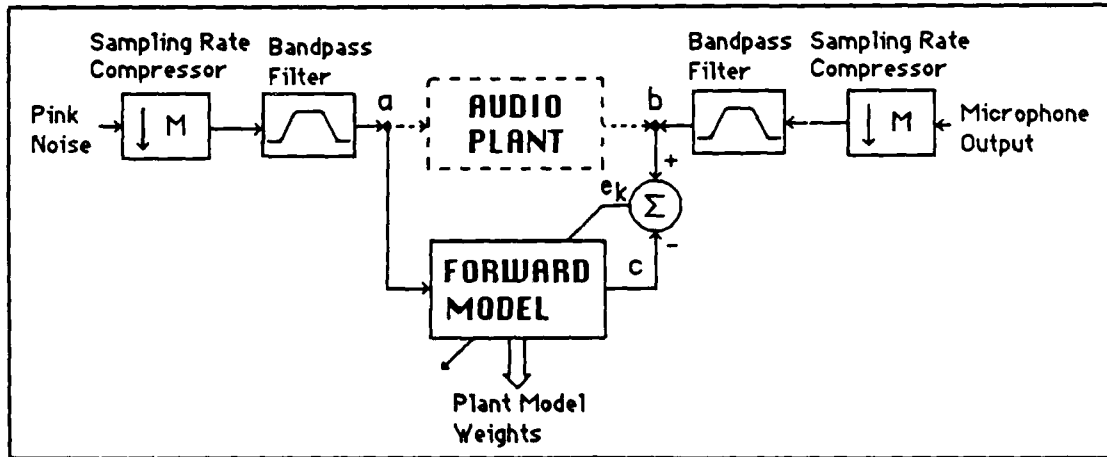 Sampling Rate
Compressor
Bandpass
Filter
Bandpass
Filter
Sampling Rate
Compressor
Pink
Noise
↓ M
a
AUDIO
PLANT
b
↓ M
Microphone
Output
+
e_k
Σ
-
FORWARD
MODEL
c
Plant Model
Weights